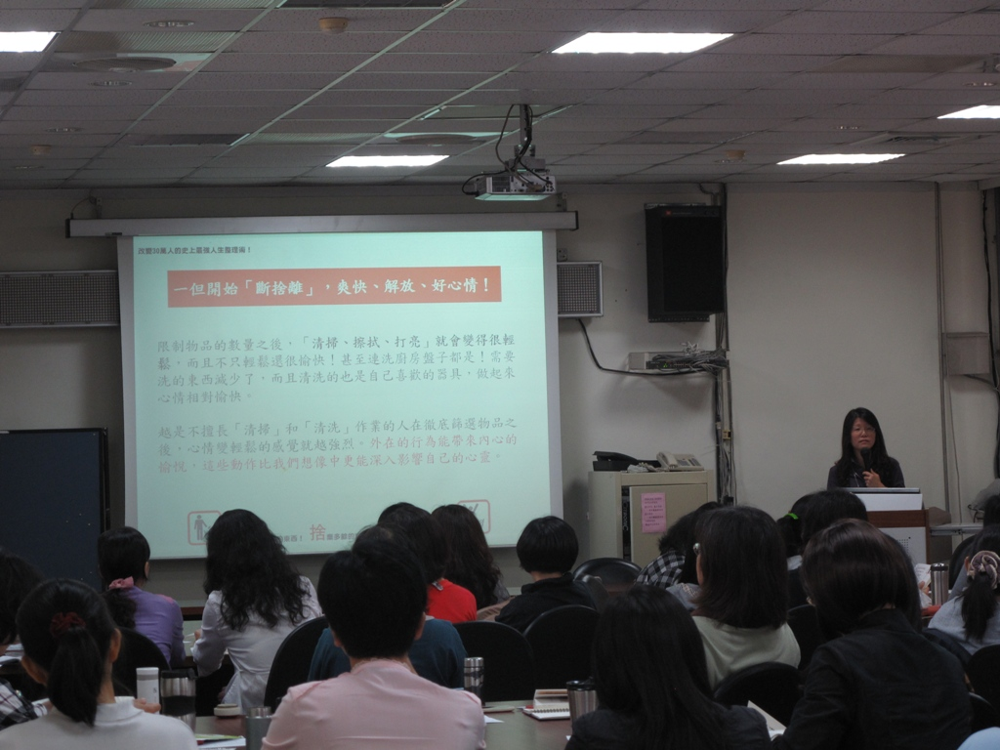 改變30萬人的史上最強人生整理術！
一但開始「斷捨離」，爽快、解放、好心情！
限制物品的數量之後，「清掃、擦拭、打亮」就會變得很輕
鬆，而且不只輕鬆還很愉快！甚至連洗廚房盤子都是！需要
洗的東西減少了，而且清洗的也是自己喜歡的器具，做起來
心情相對愉快。
越是不擅長「清掃」和「清洗」作業的人在徹底篩選物品之
後，心情變輕鬆的感覺就越強烈。外在的行為能帶來內心的
愉悅，這些動作比我們想像中更能深入影響自己的心靈。
捨